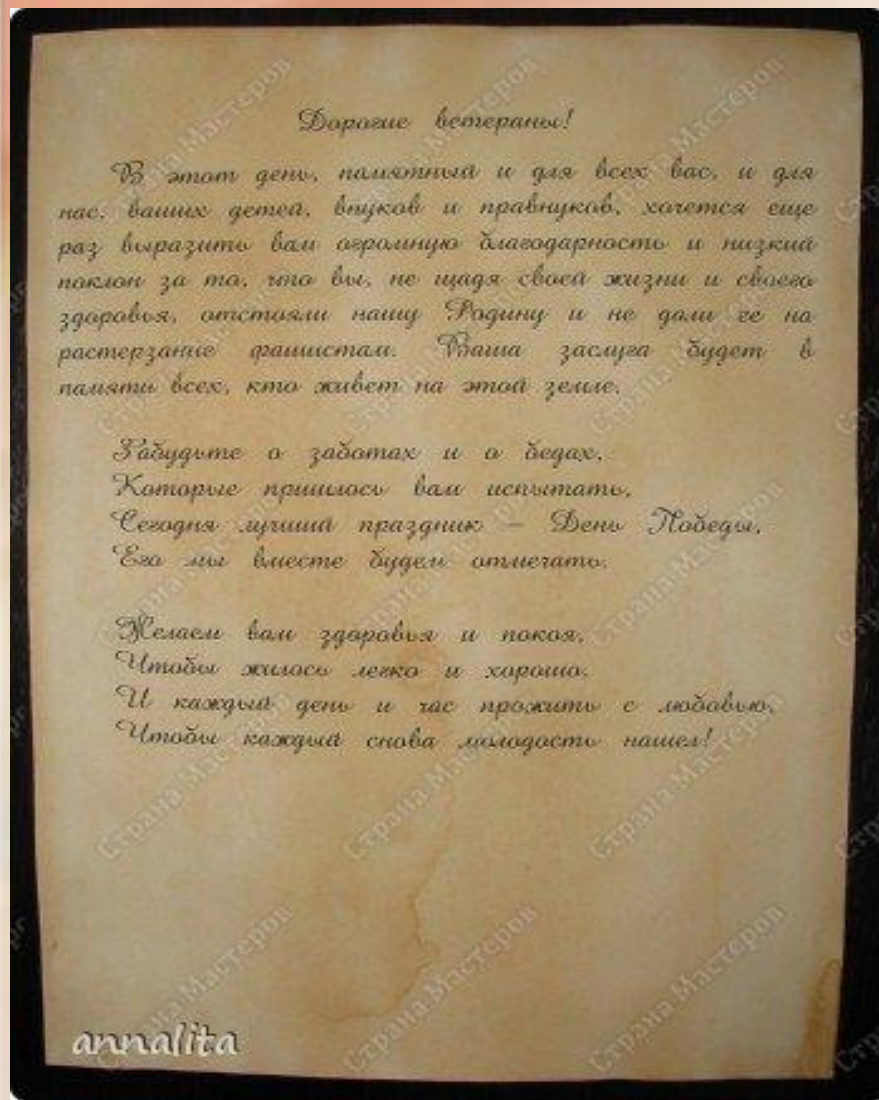 Дорогие ветераны!
В этот день, памятный и для всех вас, и для
нас, ваших детей, внуков и правнуков, хочется еще
раз выразить вам огромную благодарность и низкий
поклон за то, что вы, не щадя своей жизни и своего
здоровья, отстояли нашу Родину и не дали ее на
растерзание фашистам. Ваша заслуга будет в
памяти всех, кто живет на этой земле.
Забудьте о заботах и о бедах,
Которые пришлось вам испытать,
Сегодня лучший праздник – День Победы,
Его мы вместе будем отмечать.
Желаем вам здоровья и покоя,
Чтобы жилось легко и хорошо.
И каждый день и час прожить с любовью,
Чтобы каждый снова молодость нашел!
annalita
Страна Мастеров